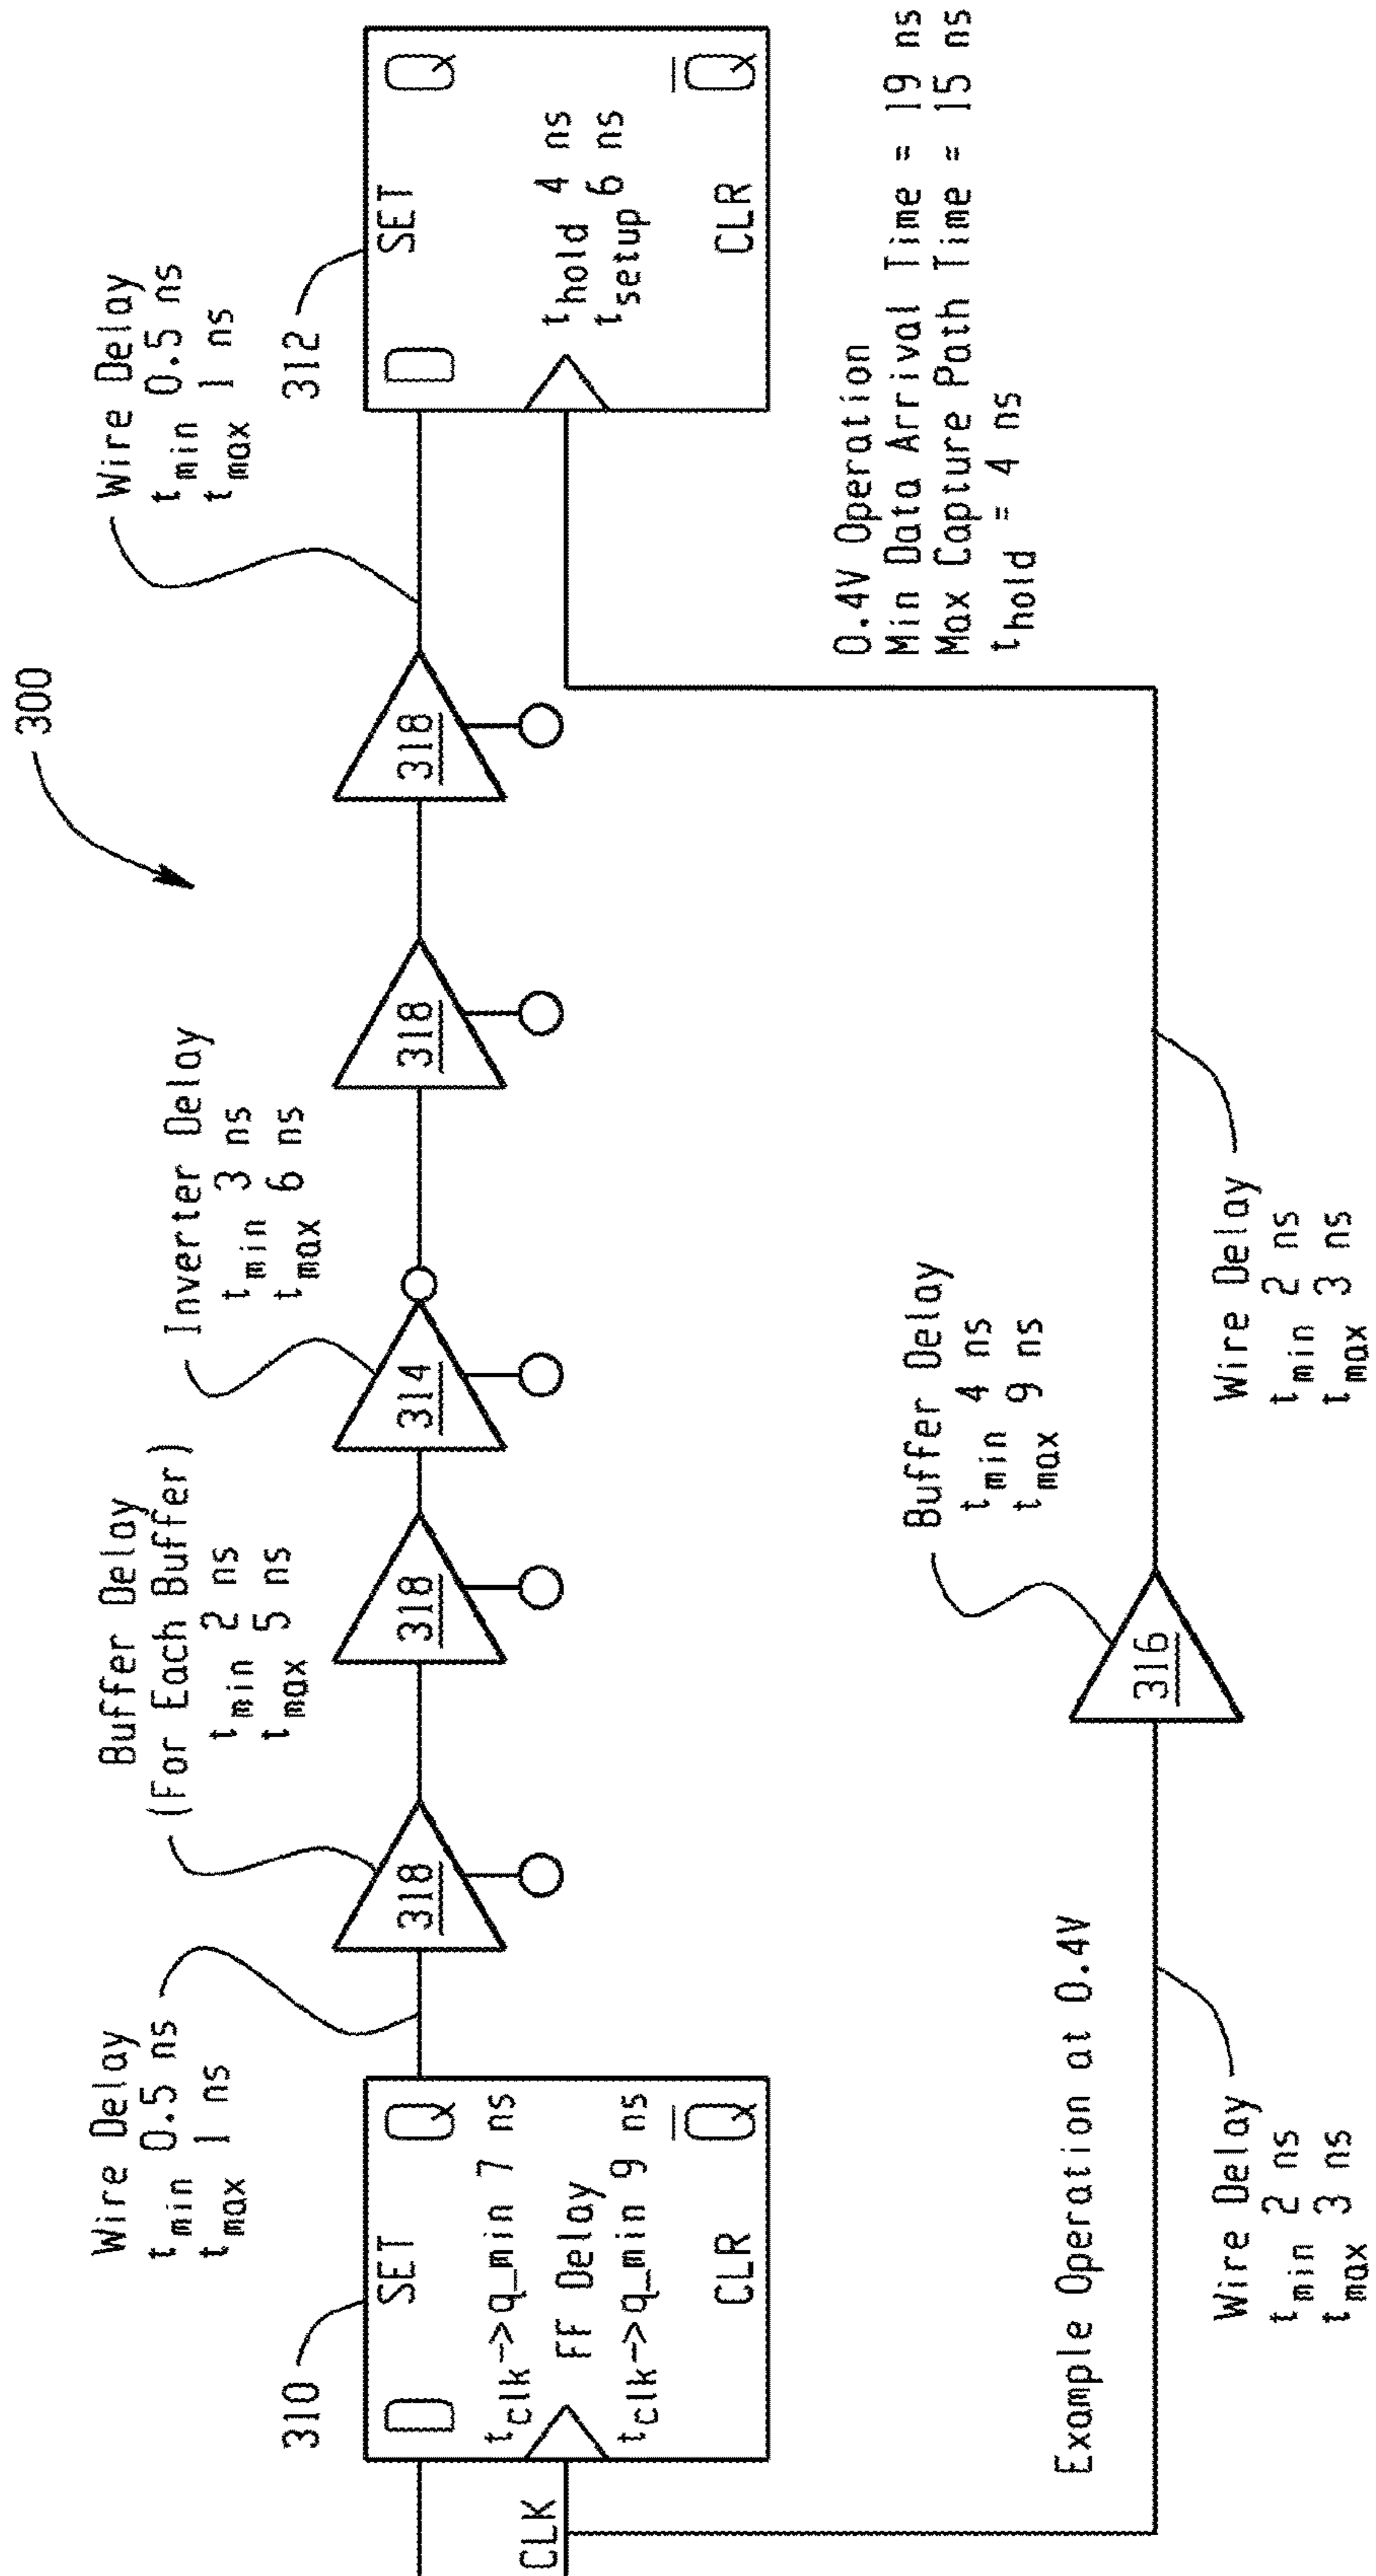 300
Wire Delay
t_min 0.5 ns
t_max 1 ns
Buffer Delay
(For Each Buffer)
t_min 2 ns
t_max 5 ns
Inverter Delay
t_min 3 ns
t_max 6 ns
Wire Delay
t_min 0.5 ns
t_max 1 ns
310
D SET Q
t_clk->q_min 7 ns
FF Delay
t_clk->q_min 9 ns
CLR Q̅
CLK
318
318
314
318
318
312
D SET Q
t_hold 4 ns
t_setup 6 ns
CLR Q̅
0.4V Operation
Min Data Arrival Time = 19 ns
Max Capture Path Time = 15 ns
t_hold = 4 ns
Example Operation at 0.4V
Buffer Delay
t_min 4 ns
t_max 9 ns
316
Wire Delay
t_min 2 ns
t_max 3 ns
Wire Delay
t_min 2 ns
t_max 3 ns